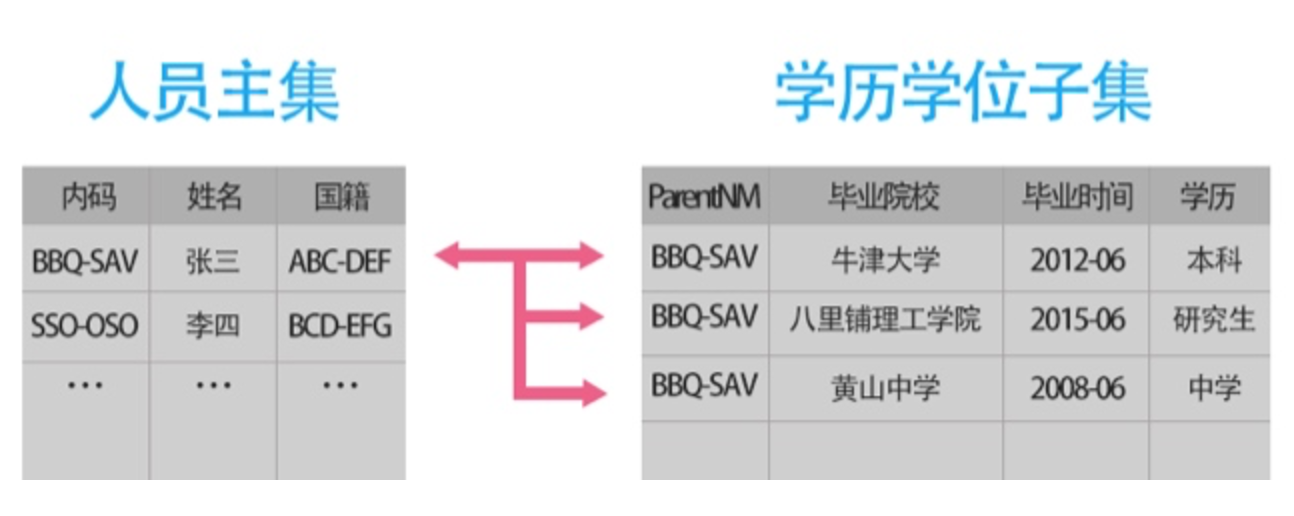 人员主集
学历学位子集
内码 姓名 国籍
BBQ-SAV 张三 ABC-DEF
SSO-OSO 李四 BCD-EFG
... ... ...
ParentNM 毕业院校 毕业时间 学历
BBQ-SAV 牛津大学 2012-06 本科
BBQ-SAV 八里铺理工学院 2015-06 研究生
BBQ-SAV 黄山中学 2008-06 中学